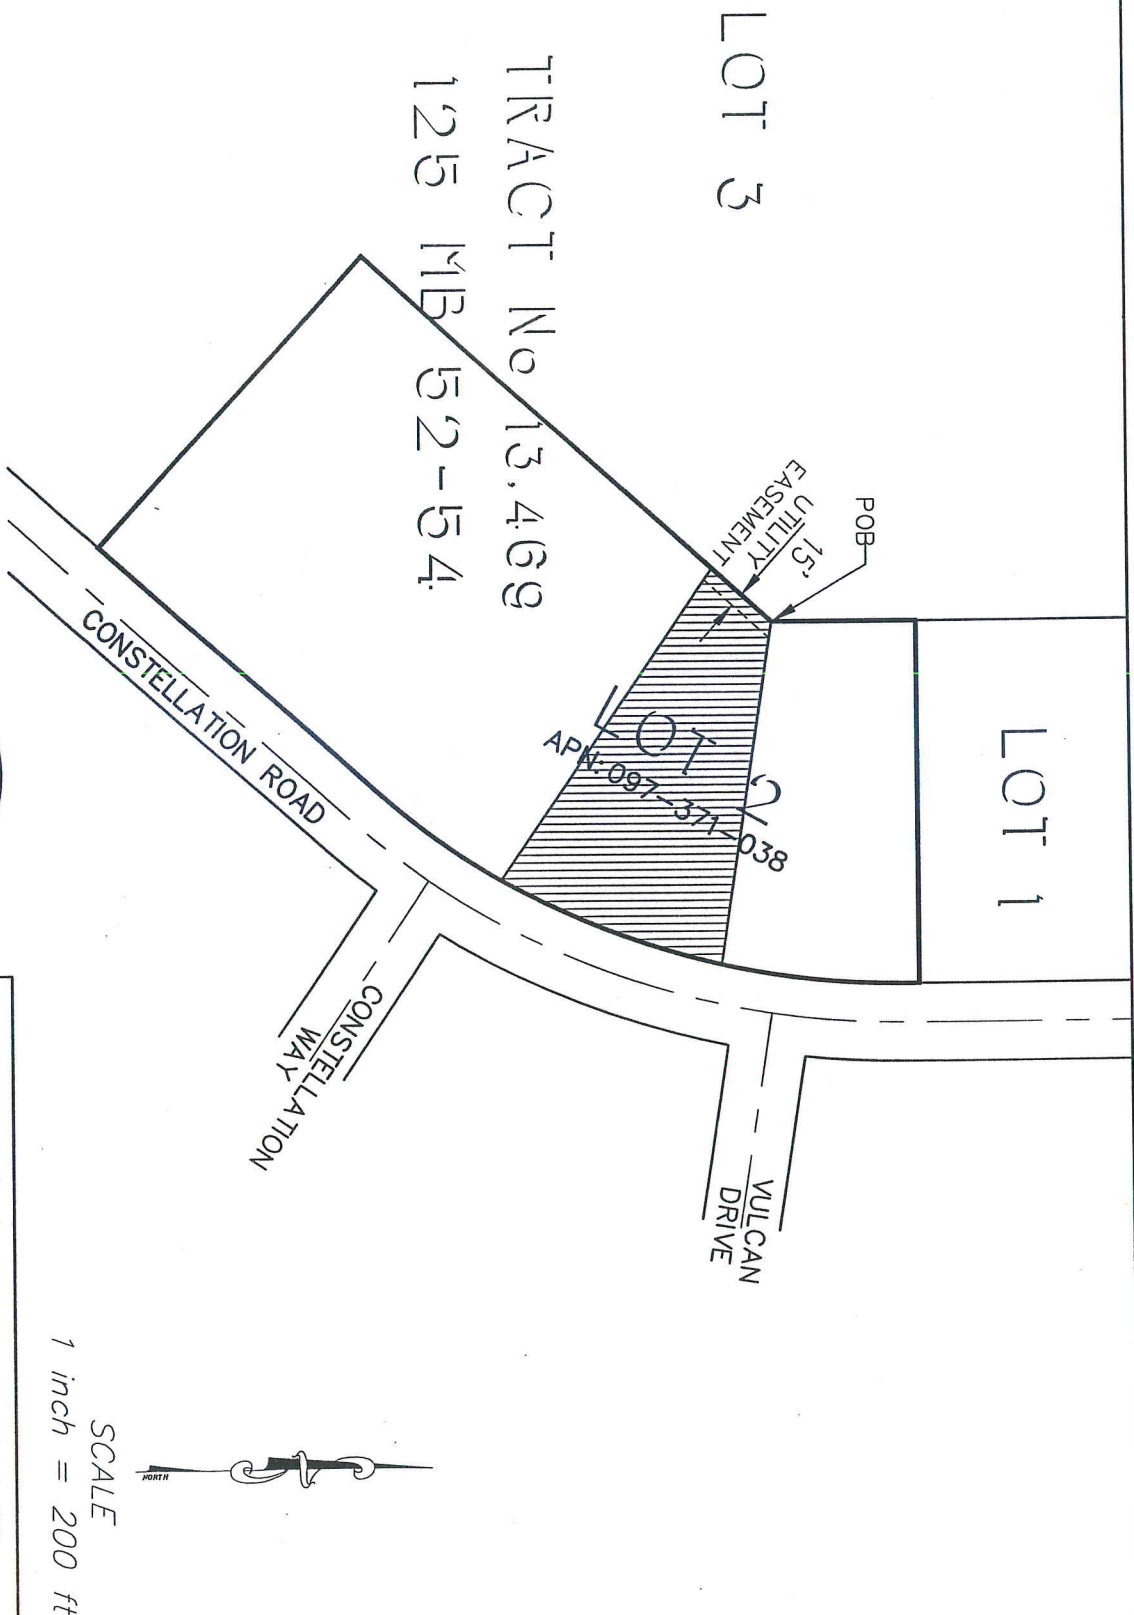 LOT 3
TRACT No 13,469
125 MB 52-54
POB
15'
UTILITY
EASEMENT
LOT 1
LOT 2
APN: 097-371-038
CONSTELLATION ROAD
CONSTELLATION
WAY
VULCAN
DRIVE
NORTH
SCALE
1 inch = 200 ft